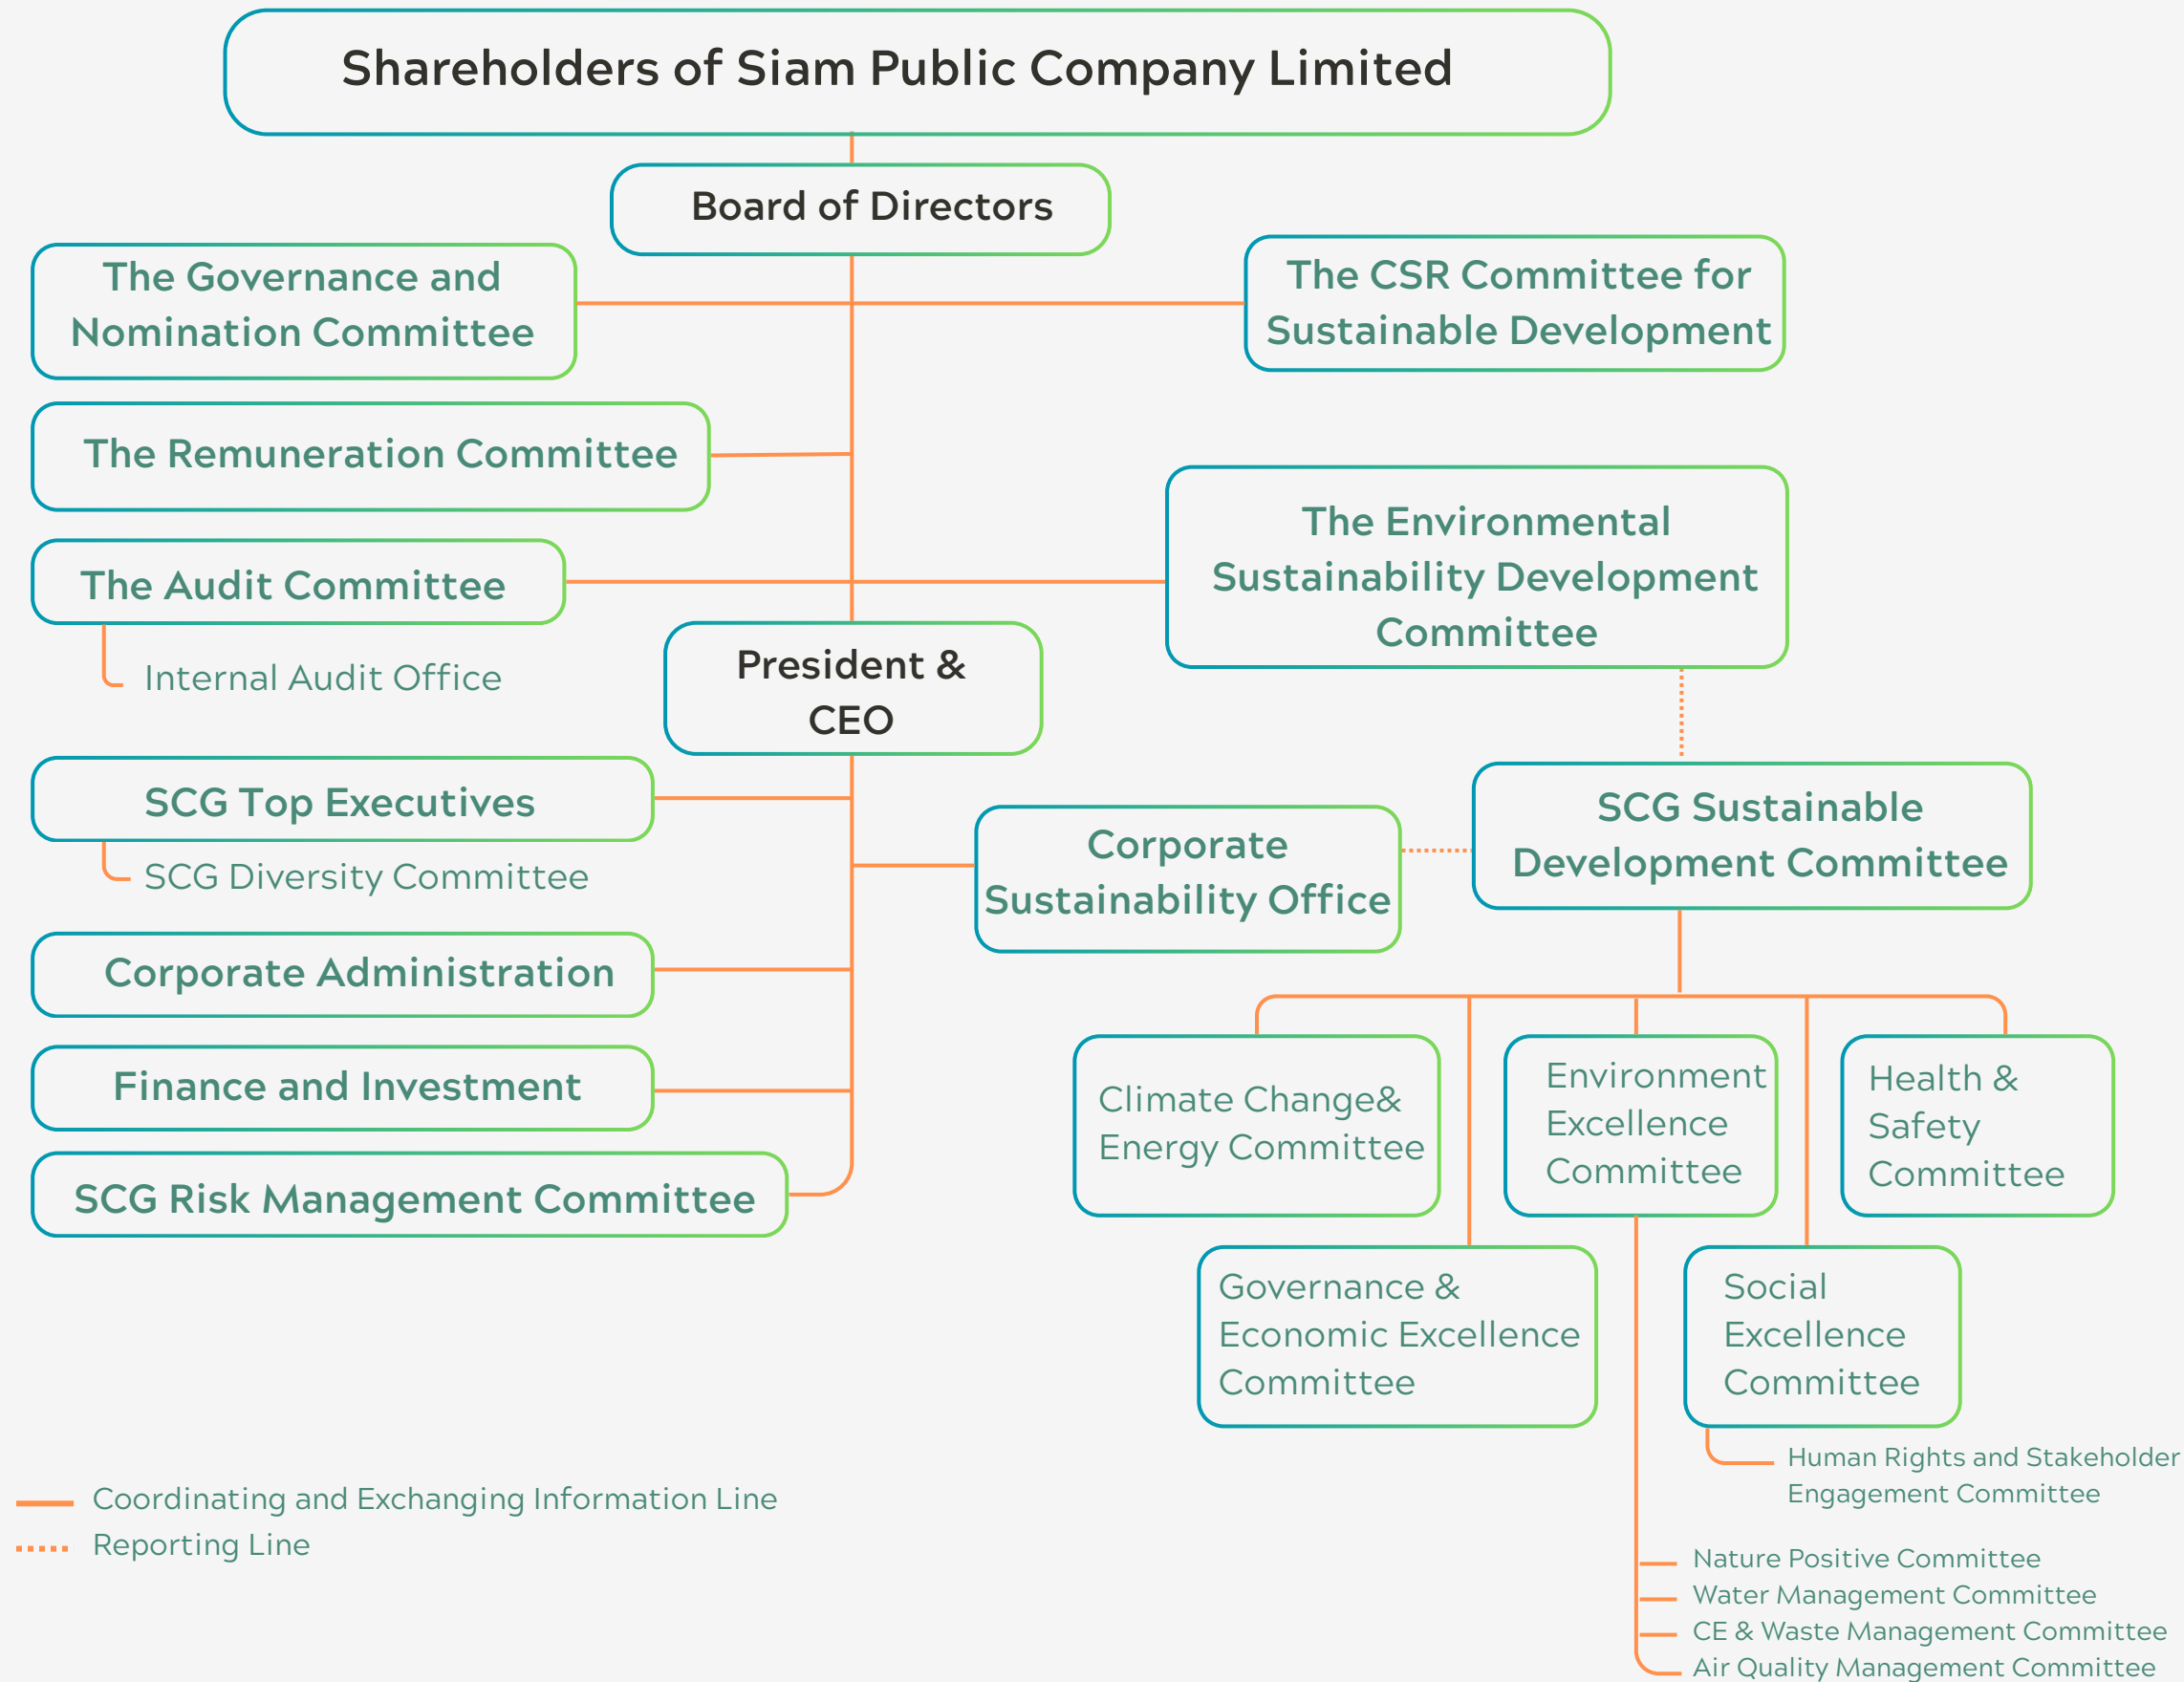 Shareholders of Siam Public Company Limited
Board of Directors
The Governance and
Nomination Committee
The CSR Committee for
Sustainable Development
The Remuneration Committee
The Environmental
Sustainability Development
Committee
The Audit Committee
Internal Audit Office
President &
CEO
SCG Top Executives
SCG Diversity Committee
Corporate
Sustainability Office
SCG Sustainable
Development Committee
Corporate Administration
Finance and Investment
SCG Risk Management Committee
Climate Change&
Energy Committee
Environment
Excellence
Committee
Health &
Safety
Committee
Governance &
Economic Excellence
Committee
Social
Excellence
Committee
Human Rights and Stakeholder
Engagement Committee
Nature Positive Committee
Water Management Committee
CE & Waste Management Committee
Air Quality Management Committee
Coordinating and Exchanging Information Line
Reporting Line